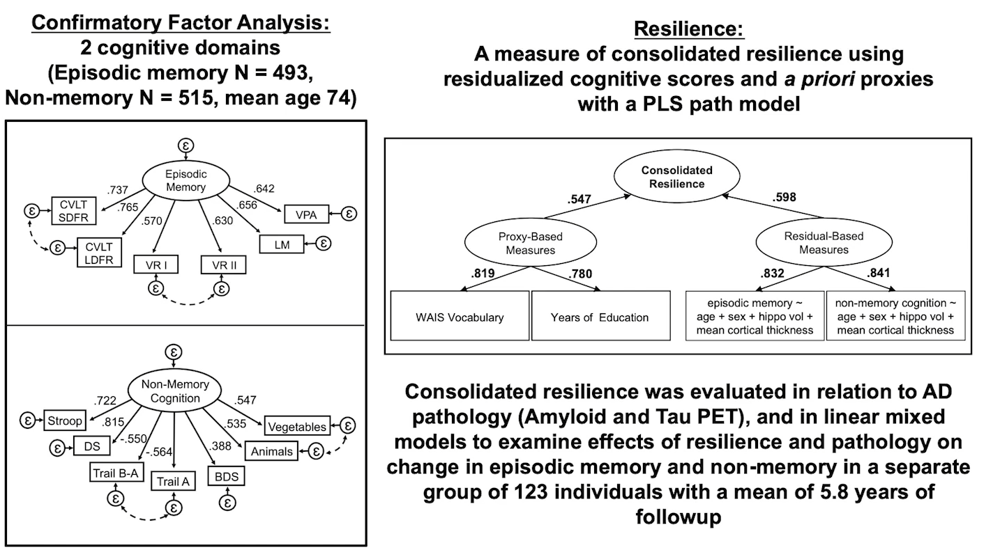 Confirmatory Factor Analysis:
2 cognitive domains
(Episodic memory N = 493,
Non-memory N = 515, mean age 74)
ε
Episodic
Memory
.737
.765
.570
.630
.656
.642
ε
CVLT
SDFR
ε
CVLT
LDFR
VR I
ε
VR II
ε
LM
ε
VPA
ε
ε
Non-Memory
Cognition
.722
.815
-.550
-.564
.388
.535
.547
ε
Stroop
ε
DS
Trail B-A
ε
Trail A
ε
BDS
ε
Animals
ε
Vegetables
ε
Resilience:
A measure of consolidated resilience using
residualized cognitive scores and a priori proxies
with a PLS path model
Consolidated
Resilience
.547
.598
Proxy-Based
Measures
Residual-Based
Measures
.819
.780
.832
.841
WAIS Vocabulary
Years of Education
episodic memory ~
age + sex + hippo vol +
mean cortical thickness
non-memory cognition ~
age + sex + hippo vol +
mean cortical thickness
Consolidated resilience was evaluated in relation to AD
pathology (Amyloid and Tau PET), and in linear mixed
models to examine effects of resilience and pathology on
change in episodic memory and non-memory in a separate
group of 123 individuals with a mean of 5.8 years of
followup